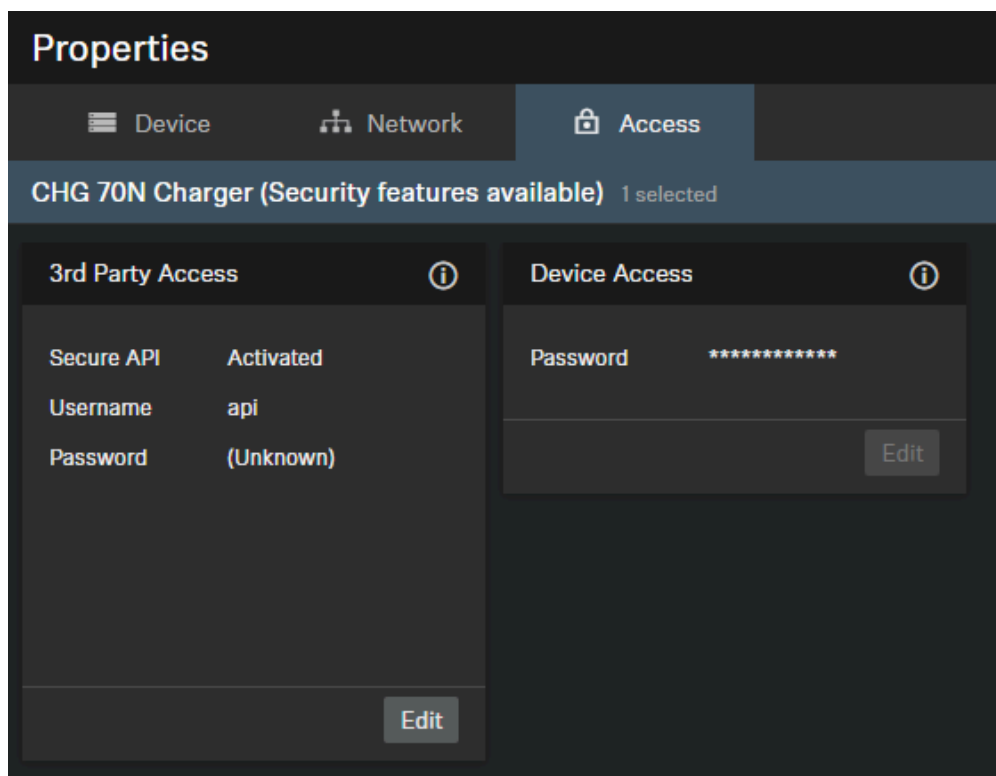 Properties
Device
Network
Access
CHG 70N Charger (Security features available) 1 selected
3rd Party Access
Secure API Activated
Username api
Password (Unknown)
Edit
Device Access
Password ************
Edit